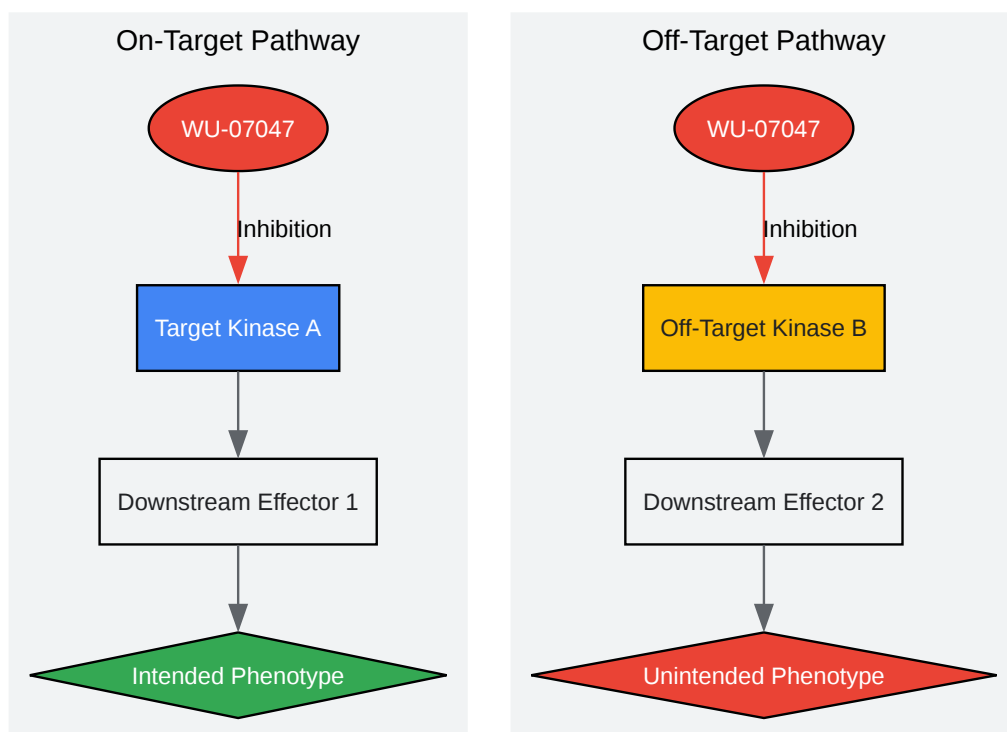 On-Target Pathway
WU-07047
Inhibition
Target Kinase A
Downstream Effector 1
Intended Phenotype
Off-Target Pathway
WU-07047
Inhibition
Off-Target Kinase B
Downstream Effector 2
Unintended Phenotype